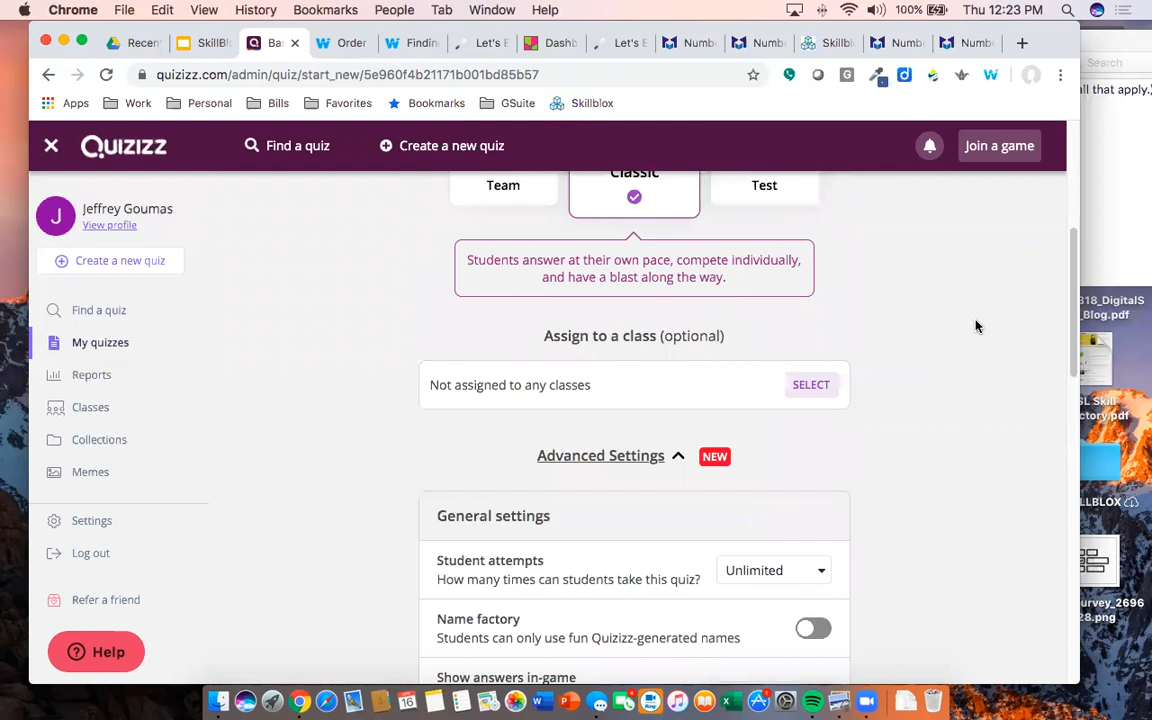 Chrome File Edit View History Bookmarks People Tab Window Help 100% Thu 12:23 PM
Recen SkillBl Ba Order Findin Let's E Dashb Let's E Numb Numb Skillbl Numb Numb
quizizz.com/admin/quiz/start_new/5e960f4b21171b001bd85b57
Search
Apps Work Personal Bills Favorites Bookmarks GSuite Skillblox
all that apply.)
QUIZIZZ Find a quiz Create a new quiz Join a game
J Jeffrey Goumas
View profile
Create a new quiz
Find a quiz
My quizzes
Reports
Classes
Collections
Memes
Settings
Log out
Refer a friend
Help
Team Classic Test
Students answer at their own pace, compete individually,
and have a blast along the way.
Assign to a class (optional)
Not assigned to any classes SELECT
Advanced Settings NEW
General settings
Student attempts
How many times can students take this quiz?
Unlimited
Name factory
Students can only use fun Quizizz-generated names
Show answers in-game
318_DigitalS
_Blog.pdf
GL Skill
ctory.pdf
ILLBLOX
urvey_2696
28.png
16